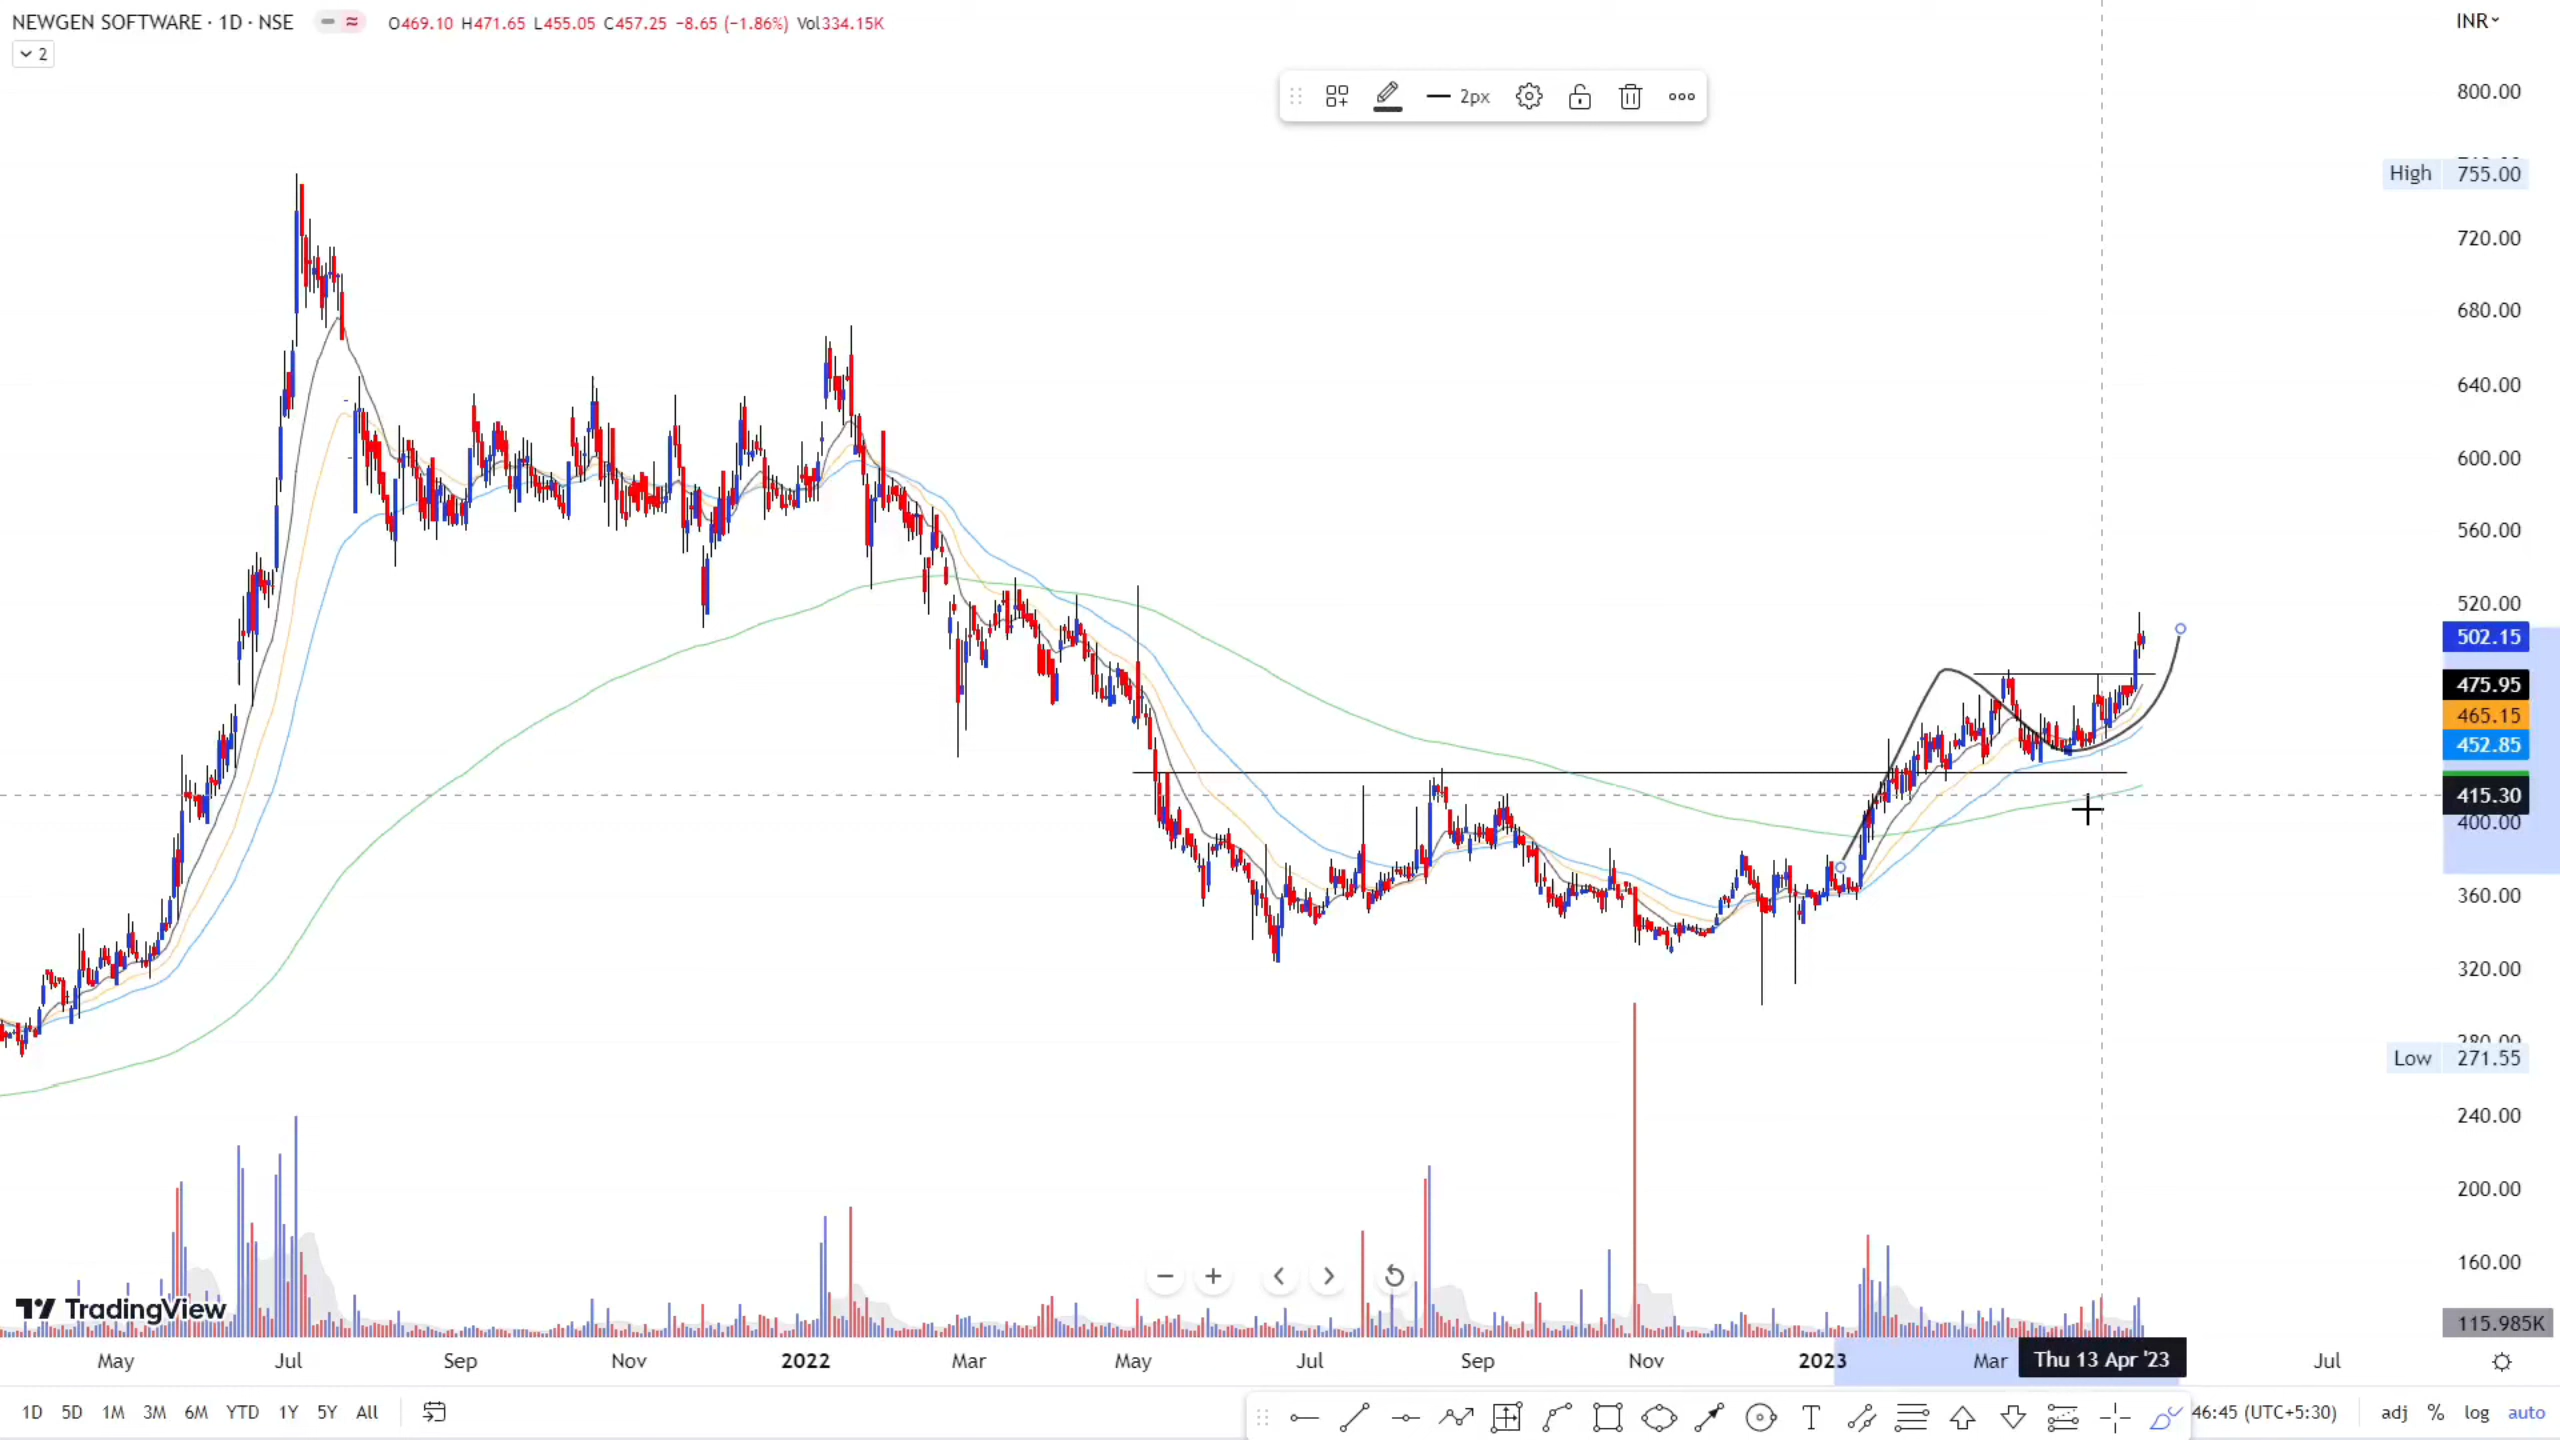 NEWGEN SOFTWARE · 1D · NSE O469.10 H471.65 L455.05 C457.25 −8.65 (−1.86%) Vol334.15K
INR
2
2px
800.00
High 755.00
720.00
680.00
640.00
600.00
560.00
520.00
502.15
475.95
465.15
452.85
415.30
400.00
360.00
320.00
Low 271.55
240.00
200.00
160.00
TradingView
115.985K
May Jul Sep Nov 2022 Mar May Jul Sep Nov 2023 Mar Thu 13 Apr '23 Jul
1D 5D 1M 3M 6M YTD 1Y 5Y All 46:45 (UTC+5:30) adj % log auto